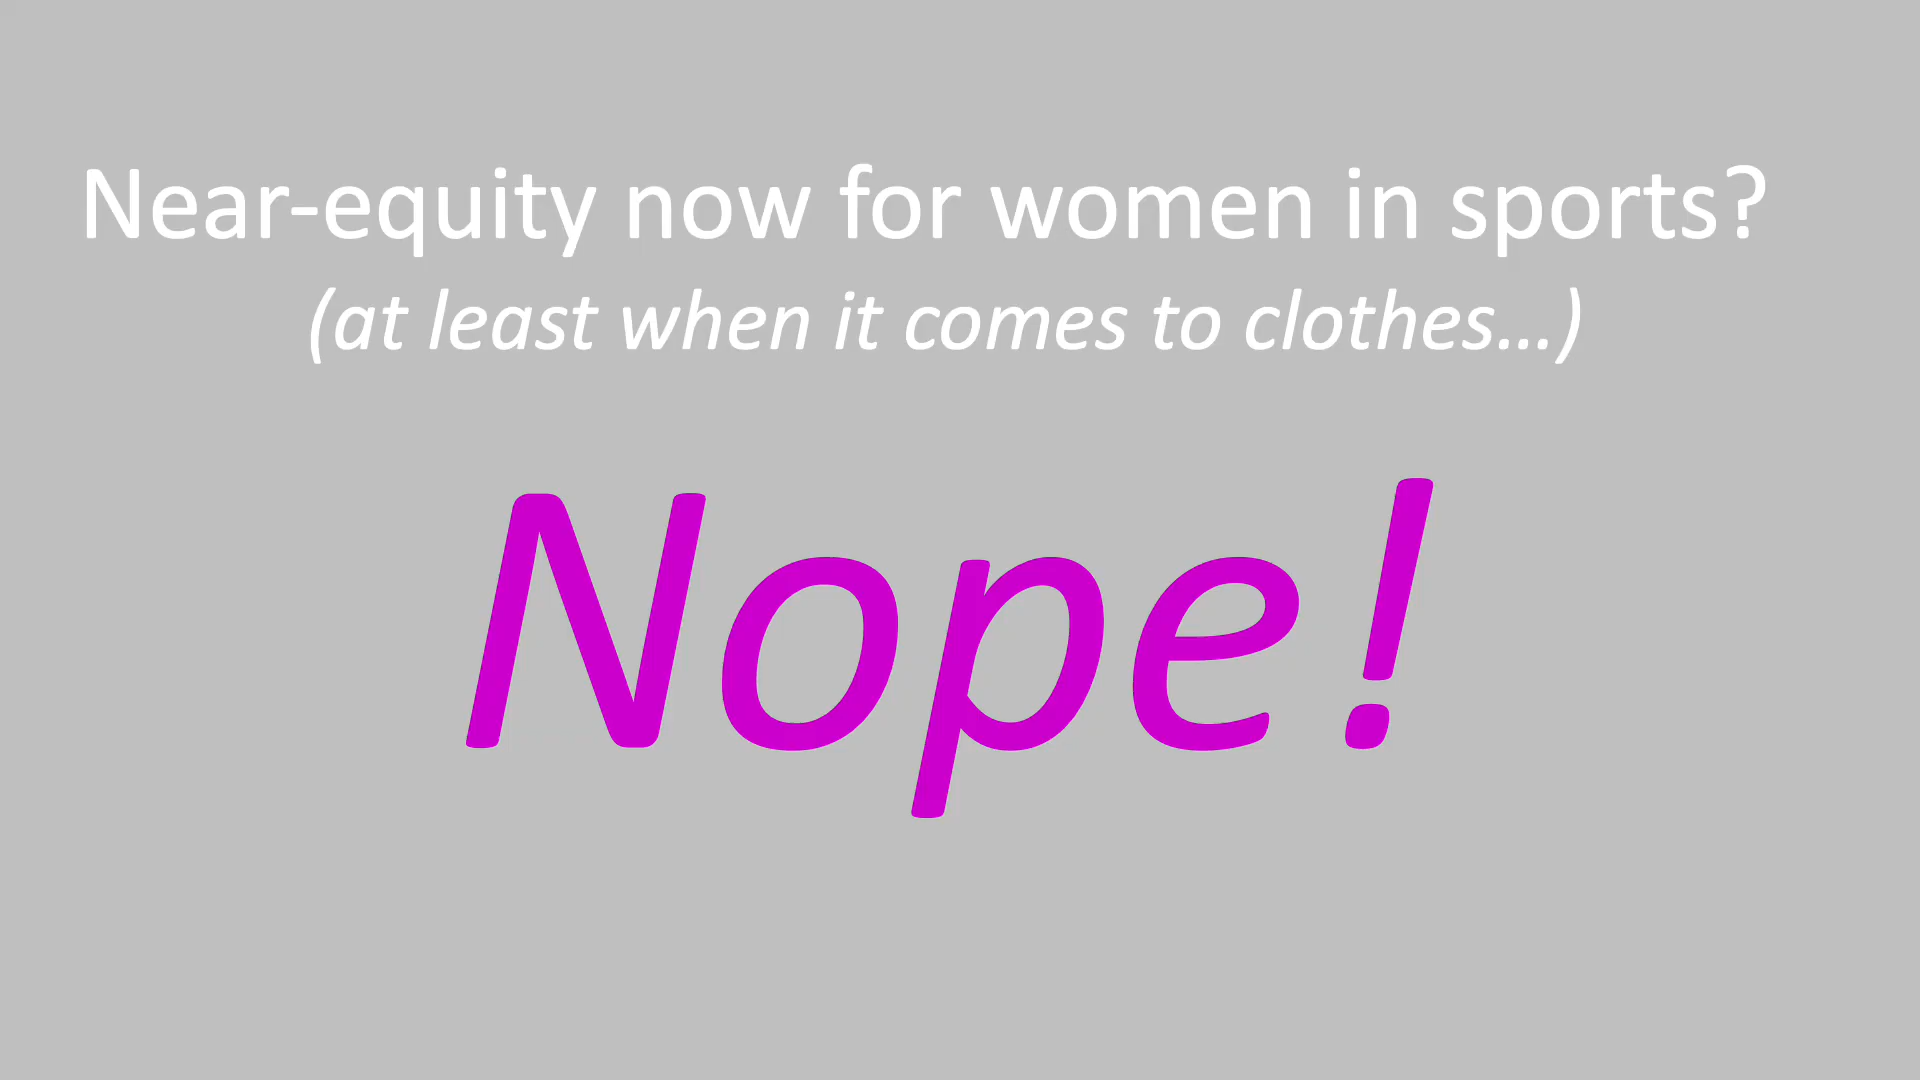 Near-equity now for women in sports?
(at least when it comes to clothes…)
Nope!